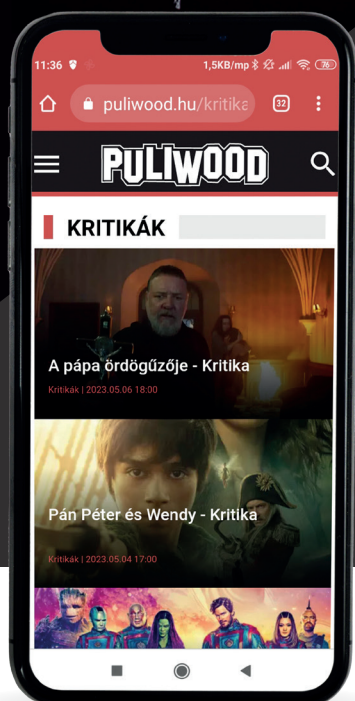 11:36
1,5KB/mp
76
puliwood.hu/kritika
32
PULIWOOD
KRITIKÁK
A pápa ördögűzője - Kritika
Kritikák | 2023.05.06 18:00
Pán Péter és Wendy - Kritika
Kritikák | 2023.05.04 17:00